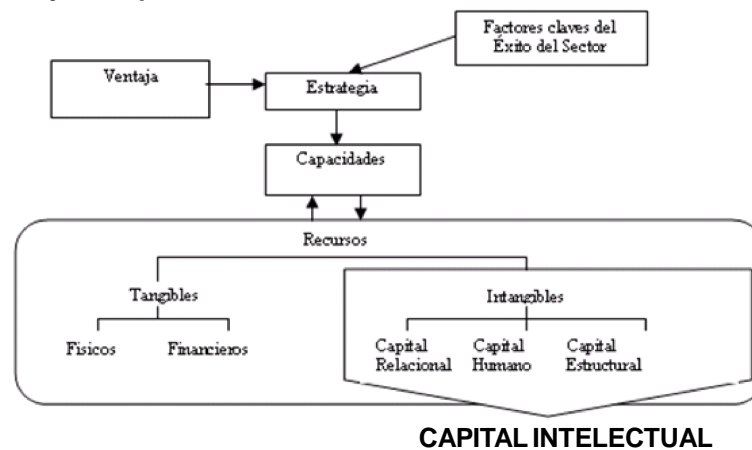 Factores claves del
Éxito del Sector
Ventaja
Estrategia
Capacidades
Recursos
Tangibles
Intangibles
Fisicos
Financieros
Capital
Relacional
Capital
Humano
Capital
Estructural
CAPITAL INTELECTUAL